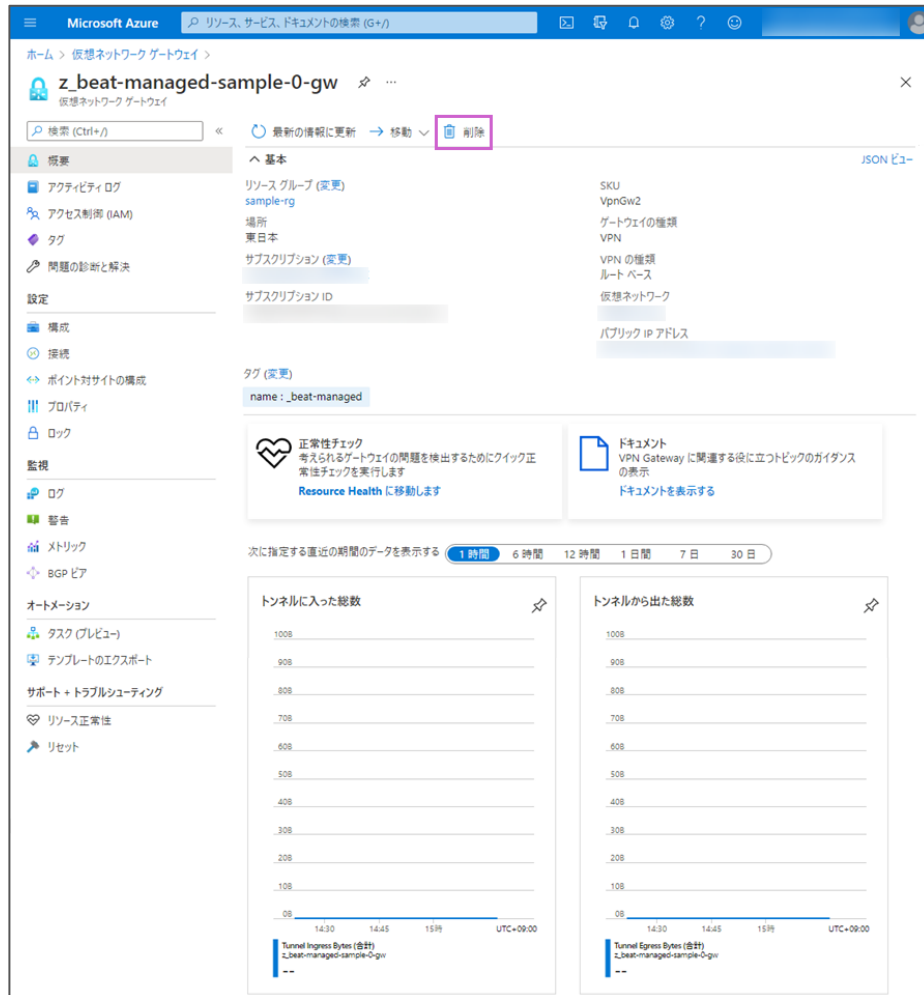 Microsoft Azure
リソース、サービス、ドキュメントの検索 (G+/)
ホーム > 仮想ネットワーク ゲートウェイ >
z_beat-managed-sample-0-gw
仮想ネットワーク ゲートウェイ
検索 (Ctrl+/)
最新の情報に更新
移動
削除
概要
アクティビティ ログ
アクセス制御 (IAM)
タグ
問題の診断と解決
設定
構成
接続
ポイント対サイトの構成
プロパティ
ロック
監視
ログ
警告
メトリック
BGP ピア
オートメーション
タスク (プレビュー)
テンプレートのエクスポート
サポート + トラブルシューティング
リソース正常性
リセット
基本
JSON ビュー
リソース グループ (変更)
sample-rg
場所
東日本
サブスクリプション (変更)
サブスクリプション ID
SKU
VpnGw2
ゲートウェイの種類
VPN
VPN の種類
ルート ベース
仮想ネットワーク
パブリック IP アドレス
タグ (変更)
name : _beat-managed
正常性チェック
考えられるゲートウェイの問題を検出するためにクイック正
常性チェックを実行します
Resource Health に移動します
ドキュメント
VPN Gateway に関連する役に立つトピックのガイダンス
の表示
ドキュメントを表示する
次に指定する直近の期間のデータを表示する
1 時間
6 時間
12 時間
1 日間
7 日
30 日
トンネルに入った総数
100B
90B
80B
70B
60B
50B
40B
30B
20B
10B
0B
14:30
14:45
15時
UTC+09:00
Tunnel Ingress Bytes (合計)
z_beat-managed-sample-0-gw
--
トンネルから出た総数
100B
90B
80B
70B
60B
50B
40B
30B
20B
10B
0B
14:30
14:45
15時
UTC+09:00
Tunnel Egress Bytes (合計)
z_beat-managed-sample-0-gw
--